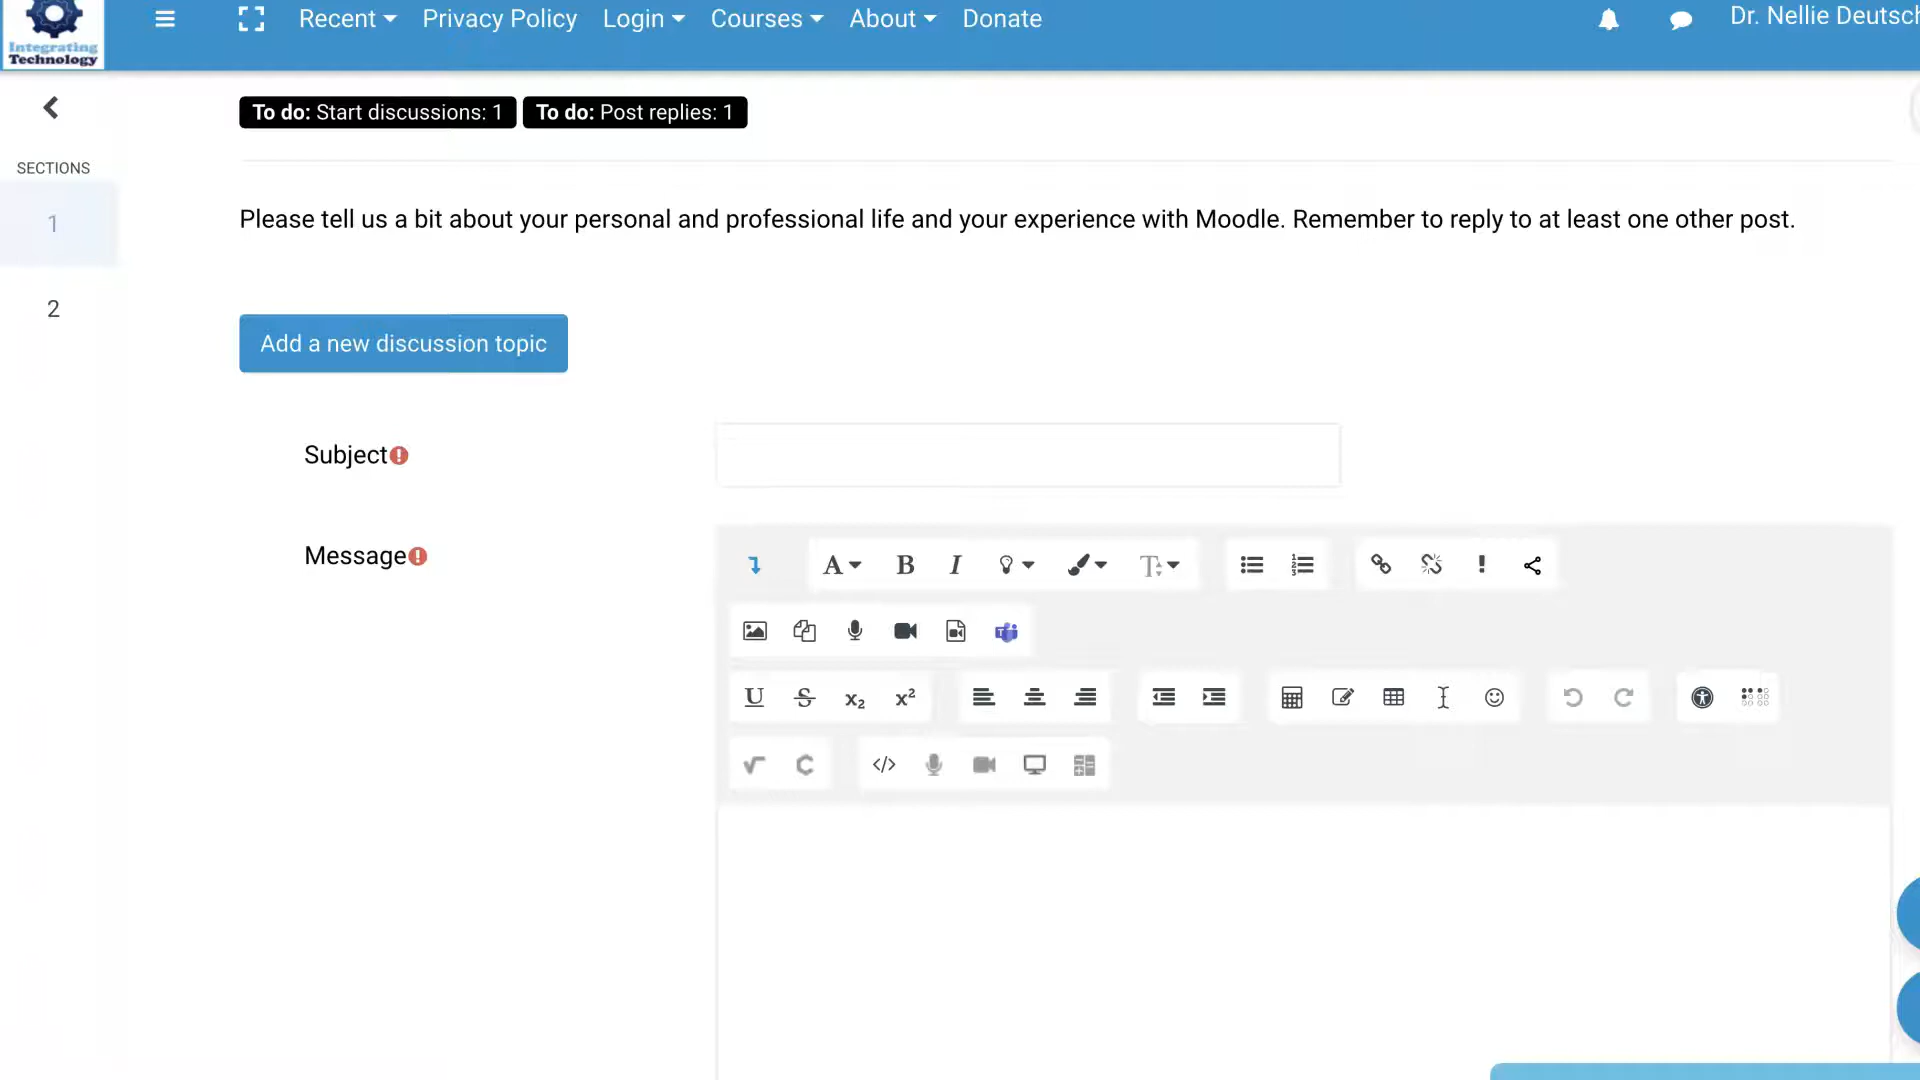 Integrating
Technology
Recent
Privacy Policy
Login
Courses
About
Donate
Dr. Nellie Deutsch
To do: Start discussions: 1
To do: Post replies: 1
SECTIONS
1
2
Please tell us a bit about your personal and professional life and your experience with Moodle. Remember to reply to at least one other post.
Add a new discussion topic
Subject
Message